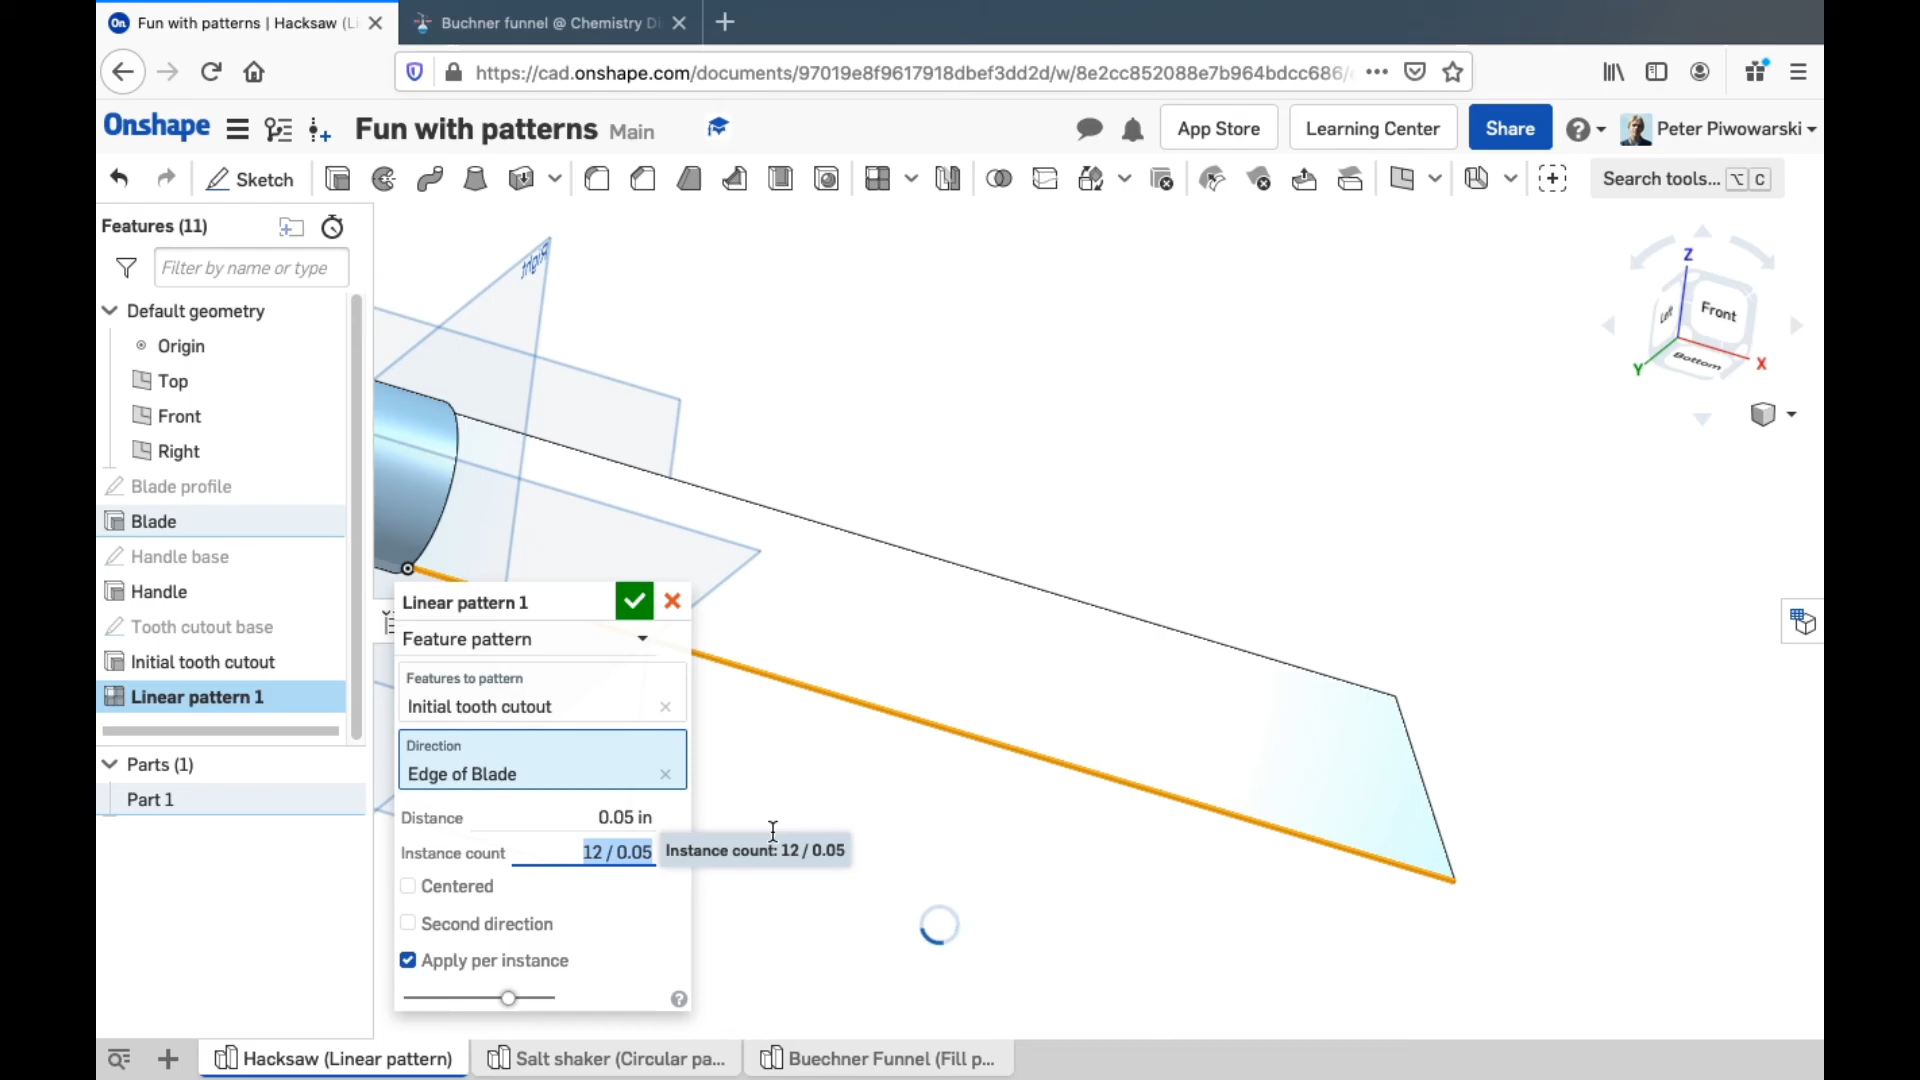 Fun with patterns | Hacksaw (Li
Buchner funnel @ Chemistry Di
https://cad.onshape.com/documents/97019e8f9617918dbef3dd2d/w/8e2cc852088e7b964bdcc686/
Onshape
Fun with patterns Main
App Store
Learning Center
Share
Peter Piwowarski
Sketch
Search tools... ⌥ C
Features (11)
Filter by name or type
Default geometry
Origin
Top
Front
Right
Blade profile
Blade
Handle base
Handle
Tooth cutout base
Initial tooth cutout
Linear pattern 1
Parts (1)
Part 1
Right
Z
Left
Front
Bottom
Y
X
Linear pattern 1
Feature pattern
Features to pattern
Initial tooth cutout
Direction
Edge of Blade
Distance 0.05 in
Instance count 12 / 0.05
Instance count: 12 / 0.05
Centered
Second direction
Apply per instance
Hacksaw (Linear pattern)
Salt shaker (Circular pa...
Buechner Funnel (Fill p...